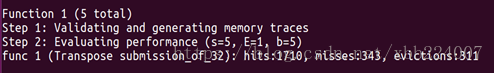 Function 1 (5 total)
Step 1: Validating and generating memory traces
Step 2: Evaluating performance (s=5, E=1, b=5)
func 1 (Transpose submission_of_32): hits:1710, misses:343, evictions:311